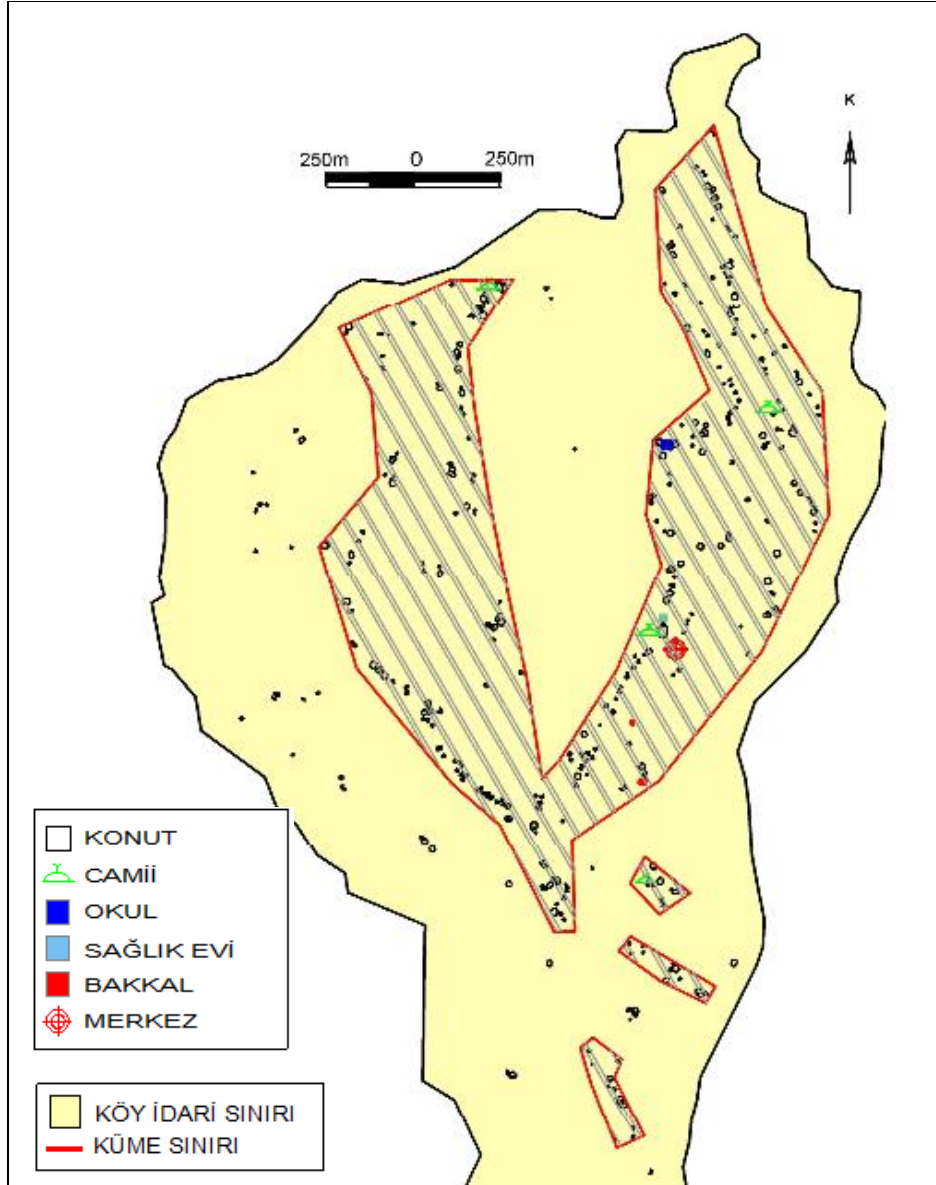 K
250m 0 250m
KONUT
CAMİİ
OKUL
SAĞLIK EVİ
BAKKAL
MERKEZ
KÖY İDARİ SINIRI
KÜME SINIRI